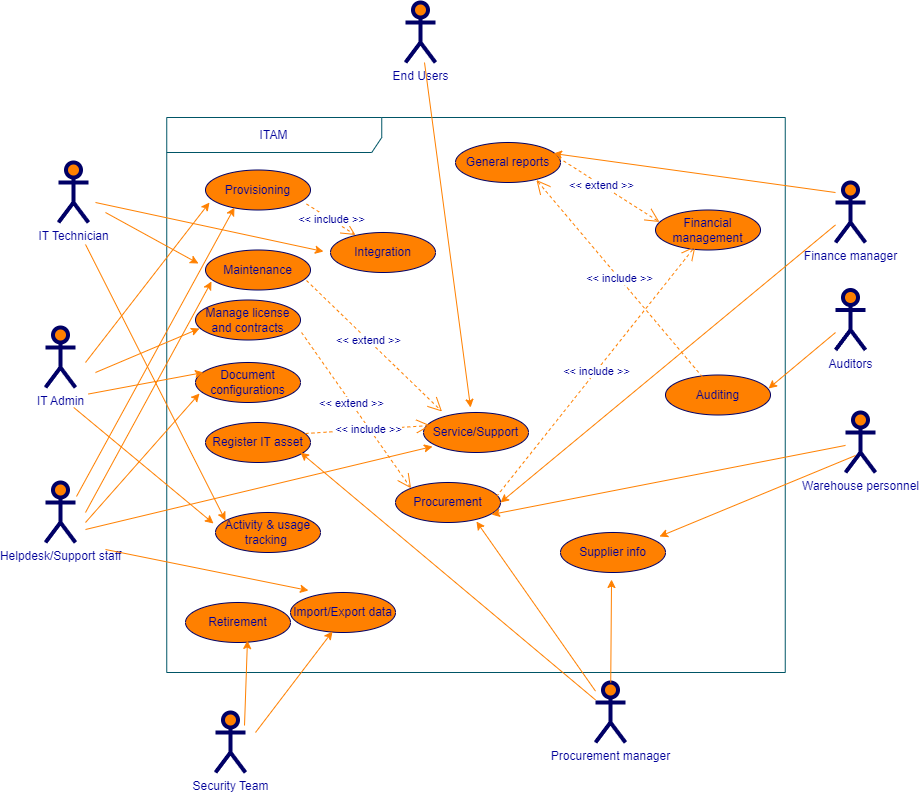 End Users
ITAM
General reports
<< extend >>
Provisioning
<< include >>
IT Technician
Financial
management
Integration
Finance manager
Maintenance
<< include >>
Manage license
and contracts
<< extend >>
Auditors
<< include >>
Document
configurations
IT Admin
Auditing
<< extend >>
<< include >>
Service/Support
Register IT asset
Warehouse personnel
Procurement
Activity & usage
tracking
Helpdesk/Support staff
Supplier info
Import/Export data
Retirement
Procurement manager
Security Team